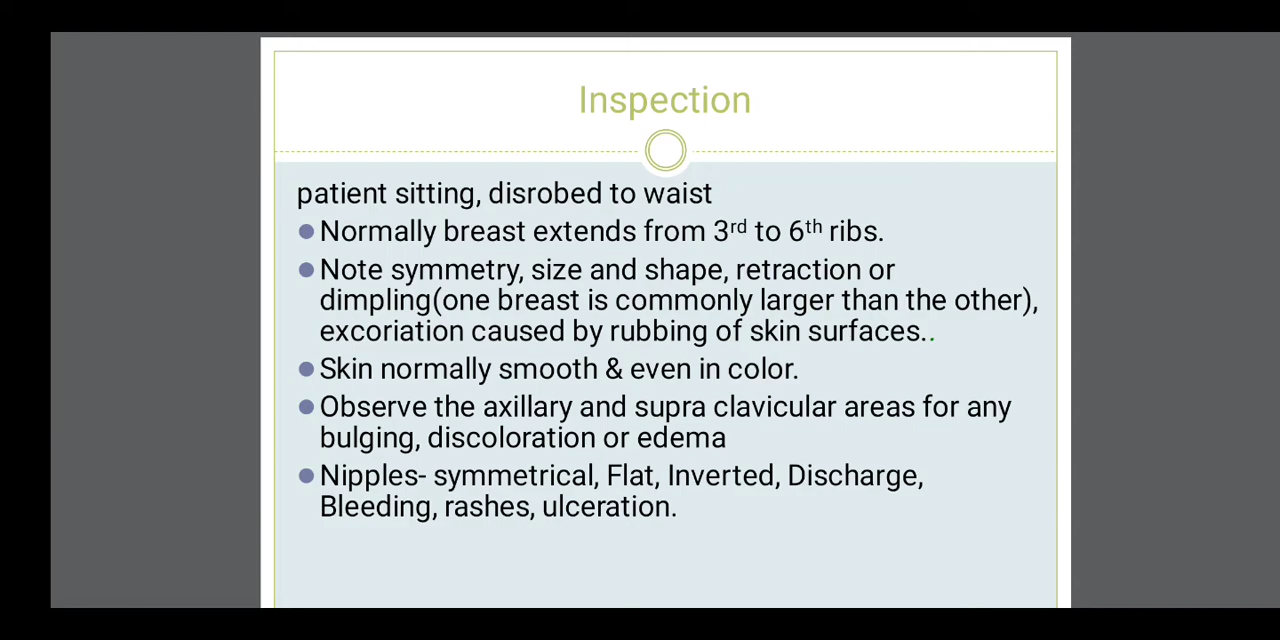 Inspection
patient sitting, disrobed to waist
Normally breast extends from 3rd to 6th ribs.
Note symmetry, size and shape, retraction or
dimpling(one breast is commonly larger than the other),
excoriation caused by rubbing of skin surfaces..
Skin normally smooth & even in color.
Observe the axillary and supra clavicular areas for any
bulging, discoloration or edema
Nipples- symmetrical, Flat, Inverted, Discharge,
Bleeding, rashes, ulceration.